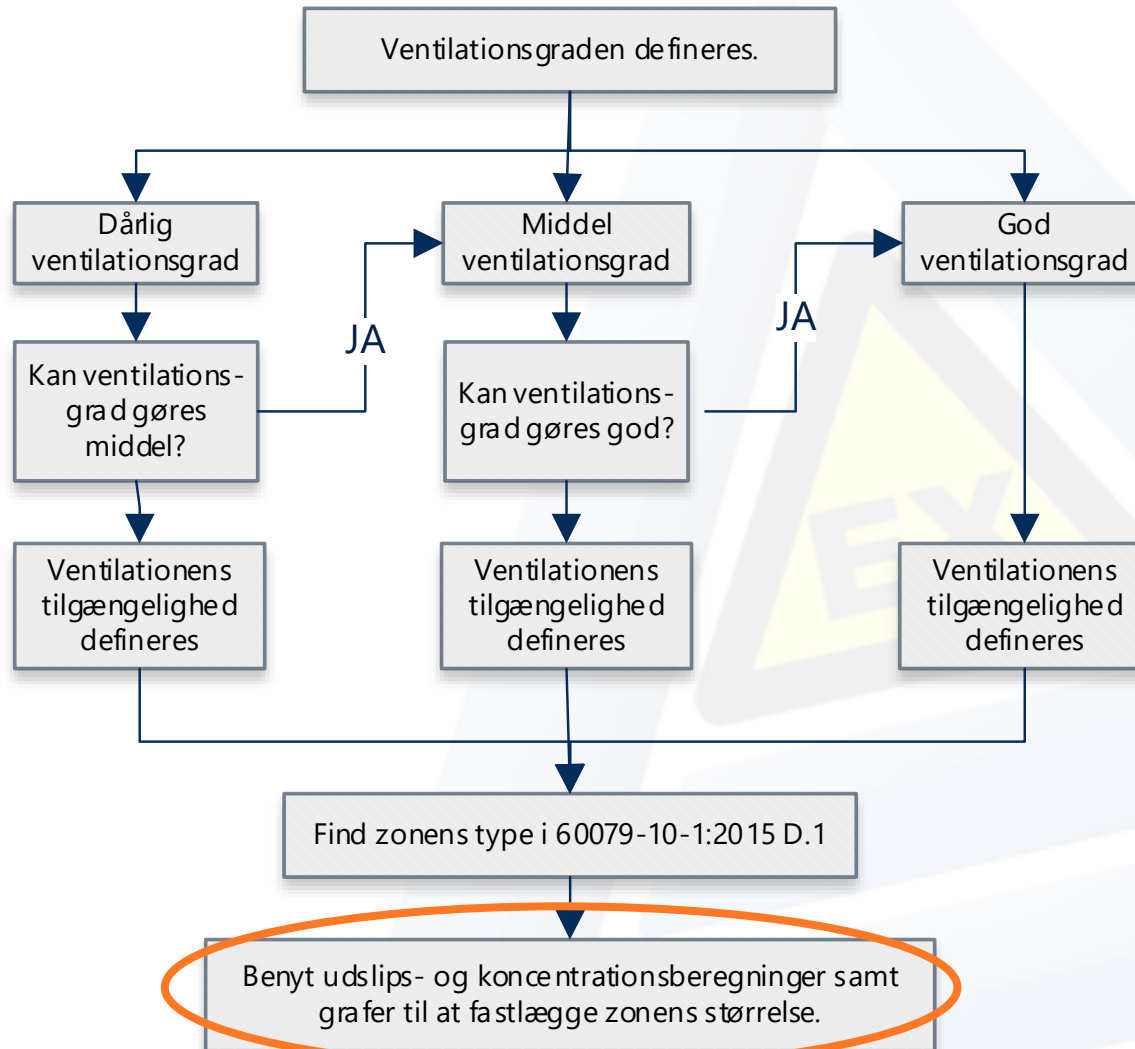 Ventilationsgraden defineres.
Dårlig
ventilationsgrad
Middel
ventilationsgrad
God
ventilationsgrad
JA
JA
Kan ventilations-
grad gøres
middel?
Kan ventilations-
grad gøres god?
Ventilationens
tilgængelighed
defineres
Ventilationens
tilgængelighed
defineres
Ventilationens
tilgængelighed
defineres
EX
Find zonens type i 60079-10-1:2015 D.1
Benyt udslips- og koncentrationsberegninger samt
grafer til at fastlægge zonens størrelse.